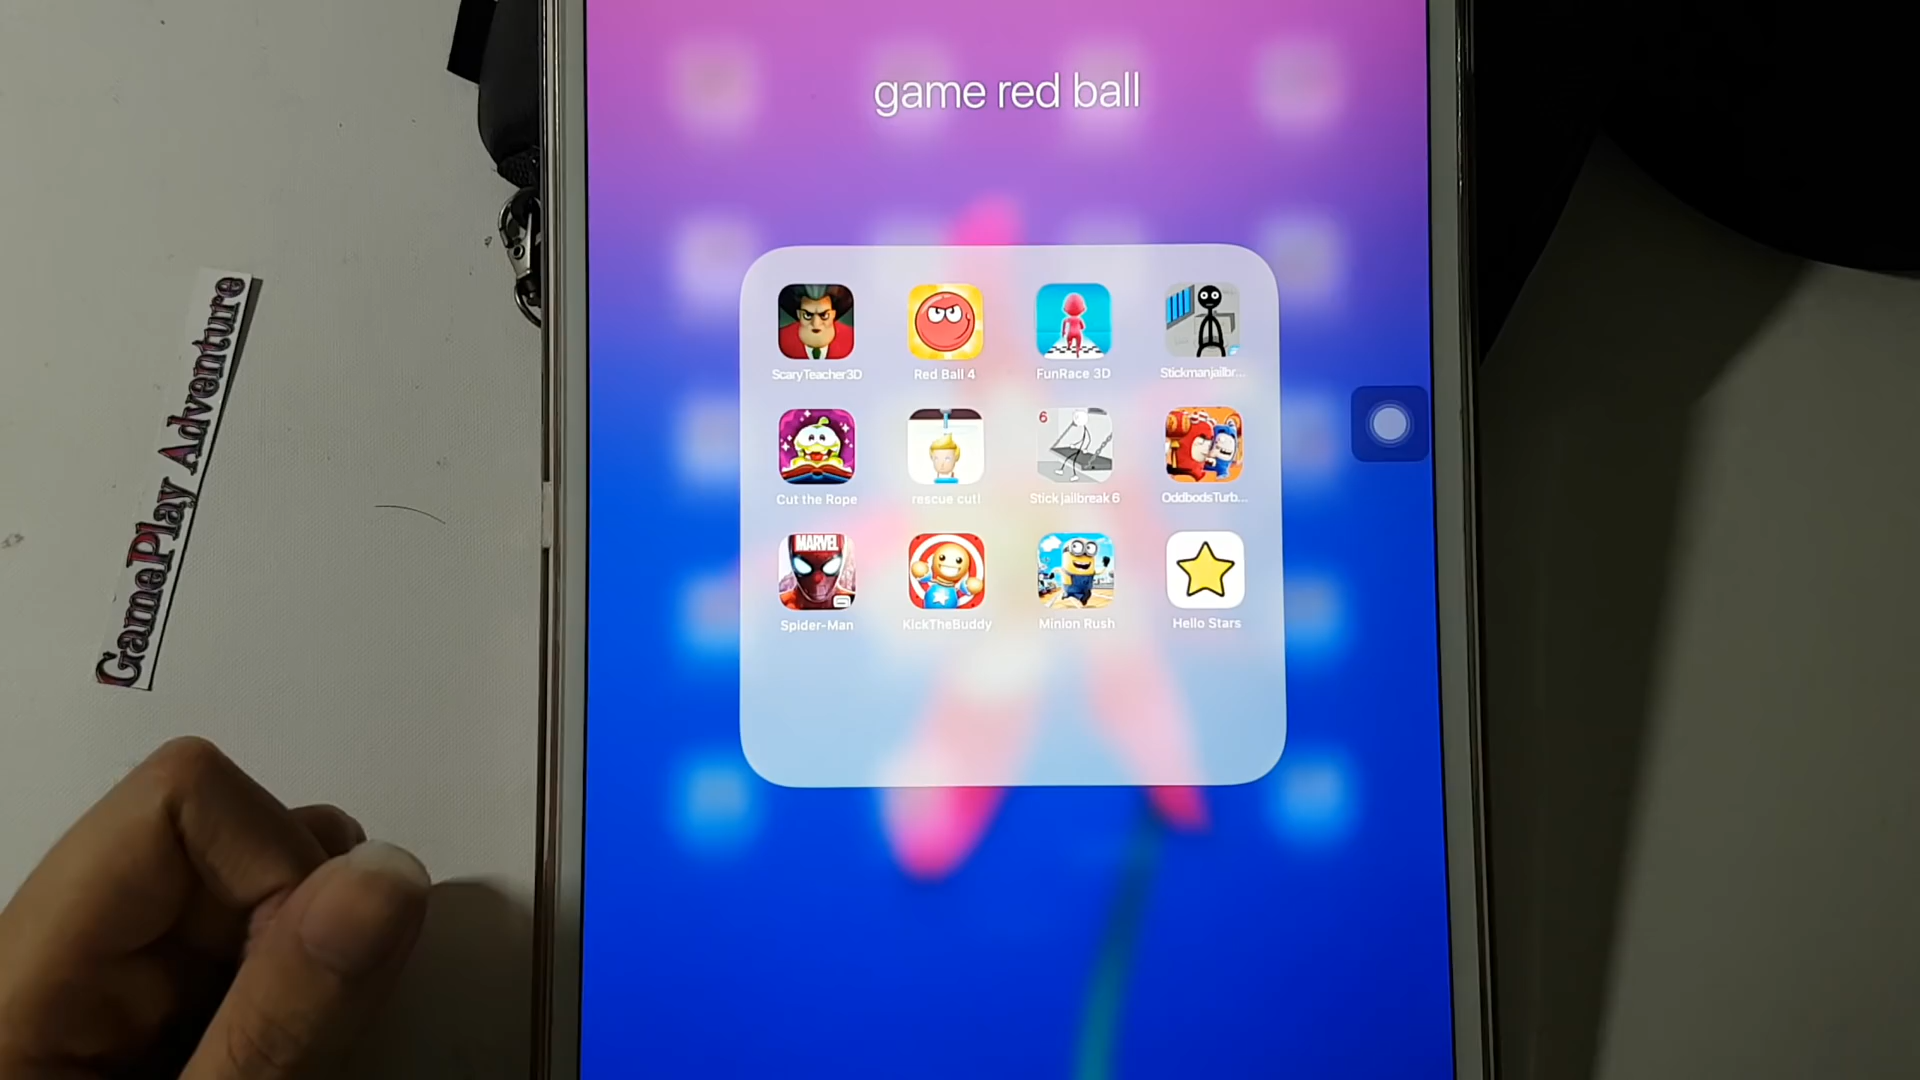 game red ball
ScaryTeacher3D
Red Ball 4
FunRace 3D
Stickmanjailbr...
Cut the Rope
rescue cut!
6
Stick jailbreak 6
OddbodsTurb...
MARVEL
Spider-Man
KickTheBuddy
Minion Rush
Hello Stars
GamePlay Adventure